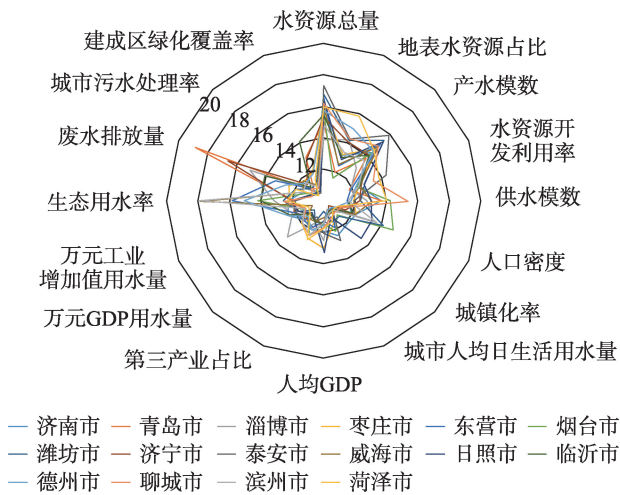 水资源总量
建成区绿化覆盖率
地表水资源占比
城市污水处理率
产水模数
20
18
16
14
12
废水排放量
水资源开
发利用率
生态用水率
供水模数
万元工业
增加值用水量
人口密度
万元GDP用水量
城镇化率
第三产业占比
城市人均日生活用水量
人均GDP
济南市 青岛市 淄博市 枣庄市 东营市 烟台市
潍坊市 济宁市 泰安市 威海市 日照市 临沂市
德州市 聊城市 滨州市 菏泽市